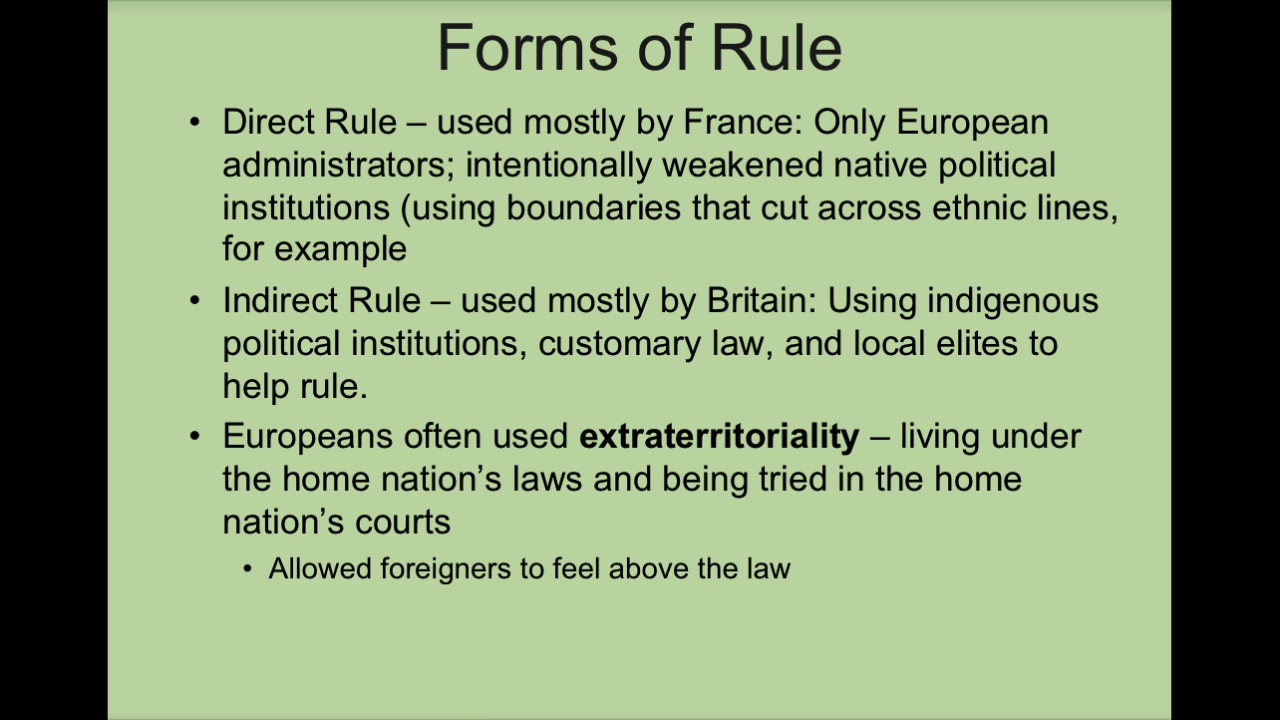 Forms of Rule
• Direct Rule – used mostly by France: Only European
administrators; intentionally weakened native political
institutions (using boundaries that cut across ethnic lines,
for example
• Indirect Rule – used mostly by Britain: Using indigenous
political institutions, customary law, and local elites to
help rule.
• Europeans often used extraterritoriality – living under
the home nation’s laws and being tried in the home
nation’s courts
• Allowed foreigners to feel above the law